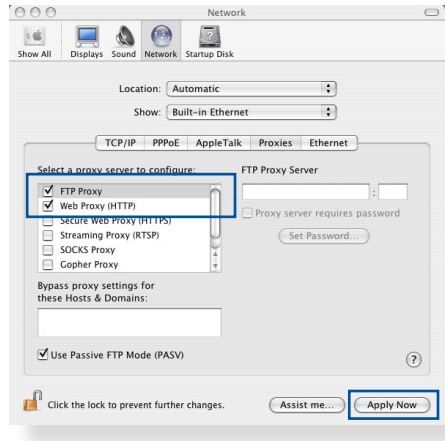 Network
Show All Displays Sound Network Startup Disk
Location: Automatic
Show: Built-in Ethernet
TCP/IP PPPoE AppleTalk Proxies Ethernet
Select a proxy server to configure: FTP Proxy Server
FTP Proxy
Web Proxy (HTTP)
Secure Web Proxy (HTTPS)
Streaming Proxy (RTSP)
SOCKS Proxy
Gopher Proxy
:
Proxy server requires password
Set Password...
Bypass proxy settings for
these Hosts & Domains:
Use Passive FTP Mode (PASV)
?
Click the lock to prevent further changes.
Assist me... Apply Now